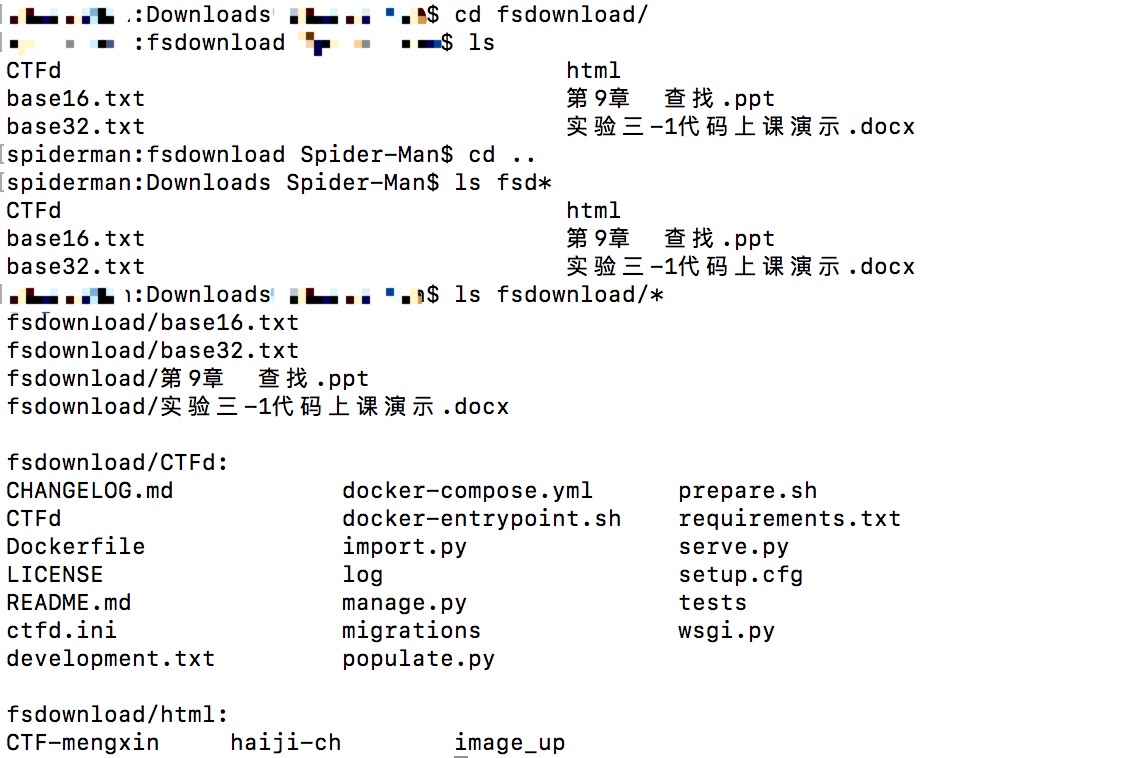 :Downloads $ cd fsdownload/
:fsdownload $ ls
CTFd html
base16.txt 第9章  查找.ppt
base32.txt 实验三-1代码上课演示.docx
[spiderman:fsdownload Spider-Man$ cd ..
[spiderman:Downloads Spider-Man$ ls fsd*
CTFd html
base16.txt 第9章  查找.ppt
base32.txt 实验三-1代码上课演示.docx
:Downloads $ ls fsdownload/*
fsdownload/base16.txt
fsdownload/base32.txt
fsdownload/第9章  查找.ppt
fsdownload/实验三-1代码上课演示.docx
fsdownload/CTFd:
CHANGELOG.md docker-compose.yml prepare.sh
CTFd docker-entrypoint.sh requirements.txt
Dockerfile import.py serve.py
LICENSE log setup.cfg
README.md manage.py tests
ctfd.ini migrations wsgi.py
development.txt populate.py
fsdownload/html:
CTF-mengxin haiji-ch image_up